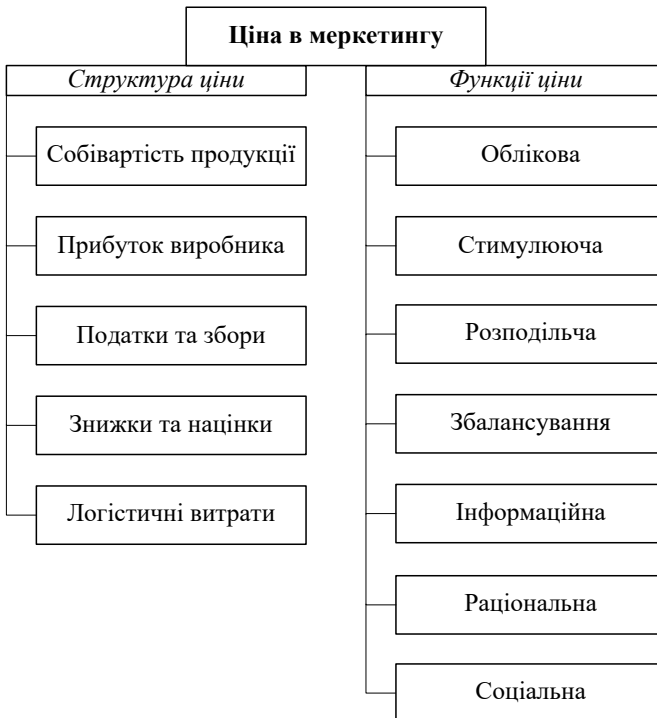 Ціна в меркетингу
Структура ціни
Собівартість продукції
Прибуток виробника
Податки та збори
Знижки та націнки
Логістичні витрати
Функції ціни
Облікова
Стимулююча
Розподільча
Збалансування
Інформаційна
Раціональна
Соціальна